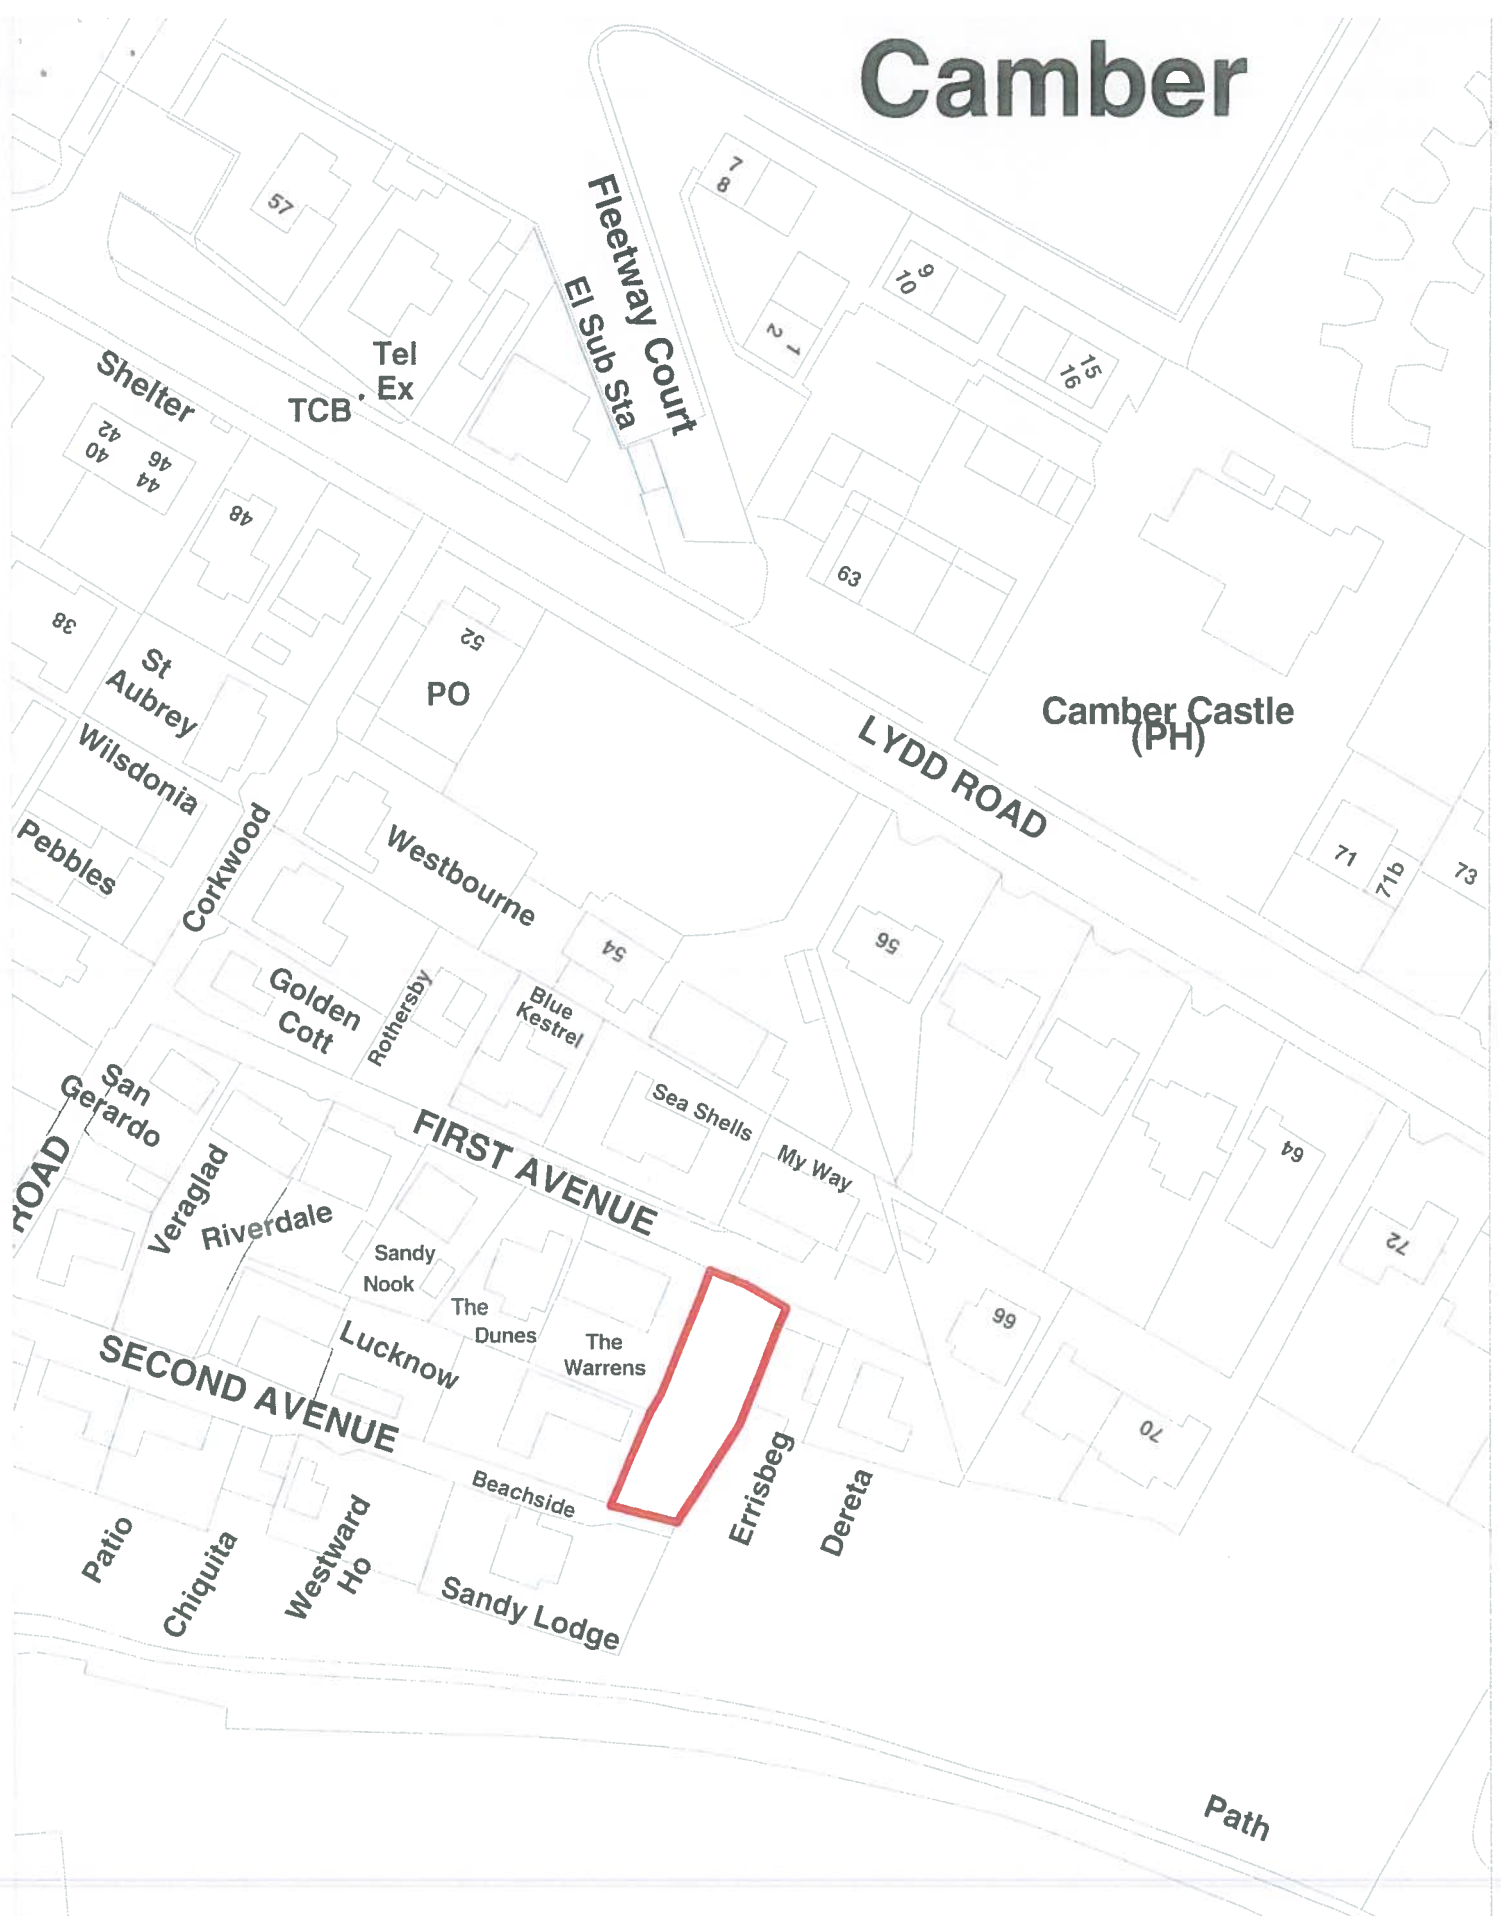 Camber
7
8
57
Fleetway Court
El Sub Sta
9
10
1
2
15
16
Tel
Ex
TCB
Shelter
42
40
46
44
48
63
38
52
PO
St
Aubrey
Wilsdonia
Camber Castle
(PH)
LYDD ROAD
Pebbles
Corkwood
Westbourne
71
71b
73
54
56
Golden
Cott
Rothersby
Blue
Kestrel
San
Gerardo
Sea Shells
FIRST AVENUE
My Way
64
ROAD
Veraglad
Riverdale
Sandy
Nook
72
The
Dunes
66
The
Warrens
Lucknow
SECOND AVENUE
70
Errisbeg
Dereta
Beachside
Patio
Chiquita
Westward
Ho
Sandy Lodge
Path